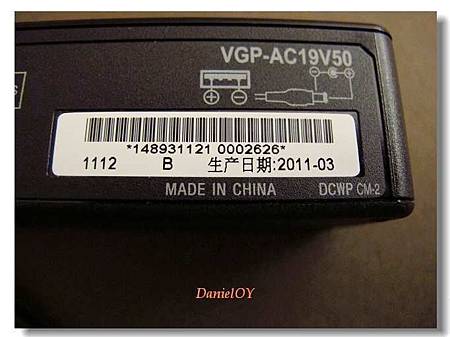 VGP-AC19V50
*148931121 0002626*
1112 B 生产日期:2011-03
MADE IN CHINA DCWP CM-2
DanielOY